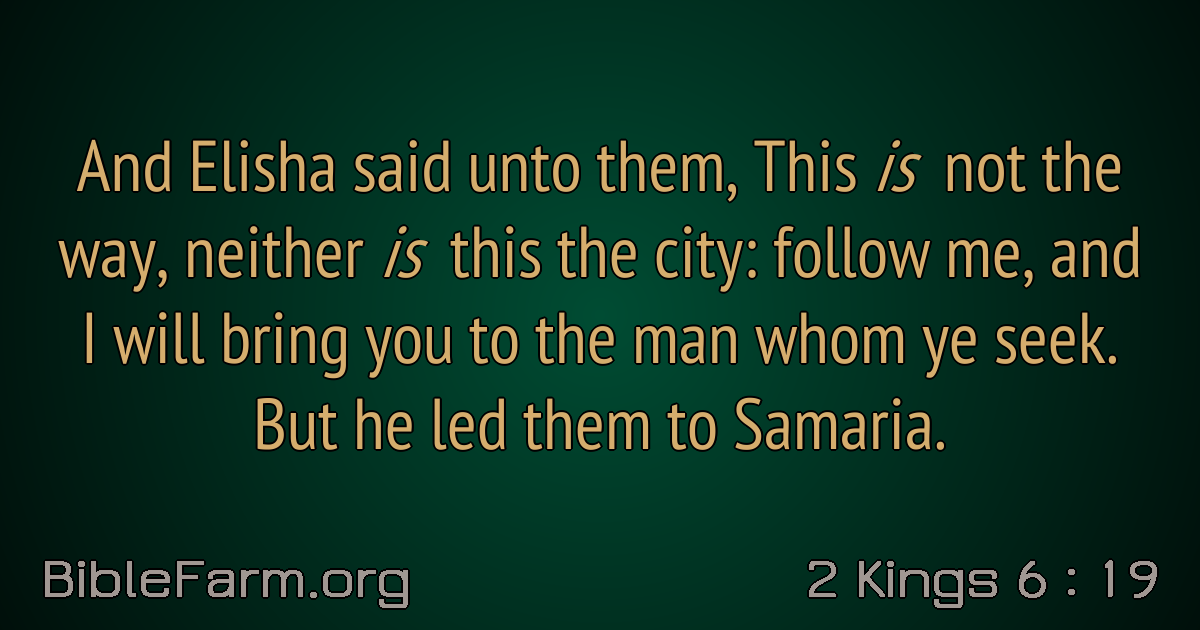 And Elisha said unto them, This is not the
way, neither is this the city: follow me, and
I will bring you to the man whom ye seek.
But he led them to Samaria.
BibleFarm.org
2 Kings 6 : 19